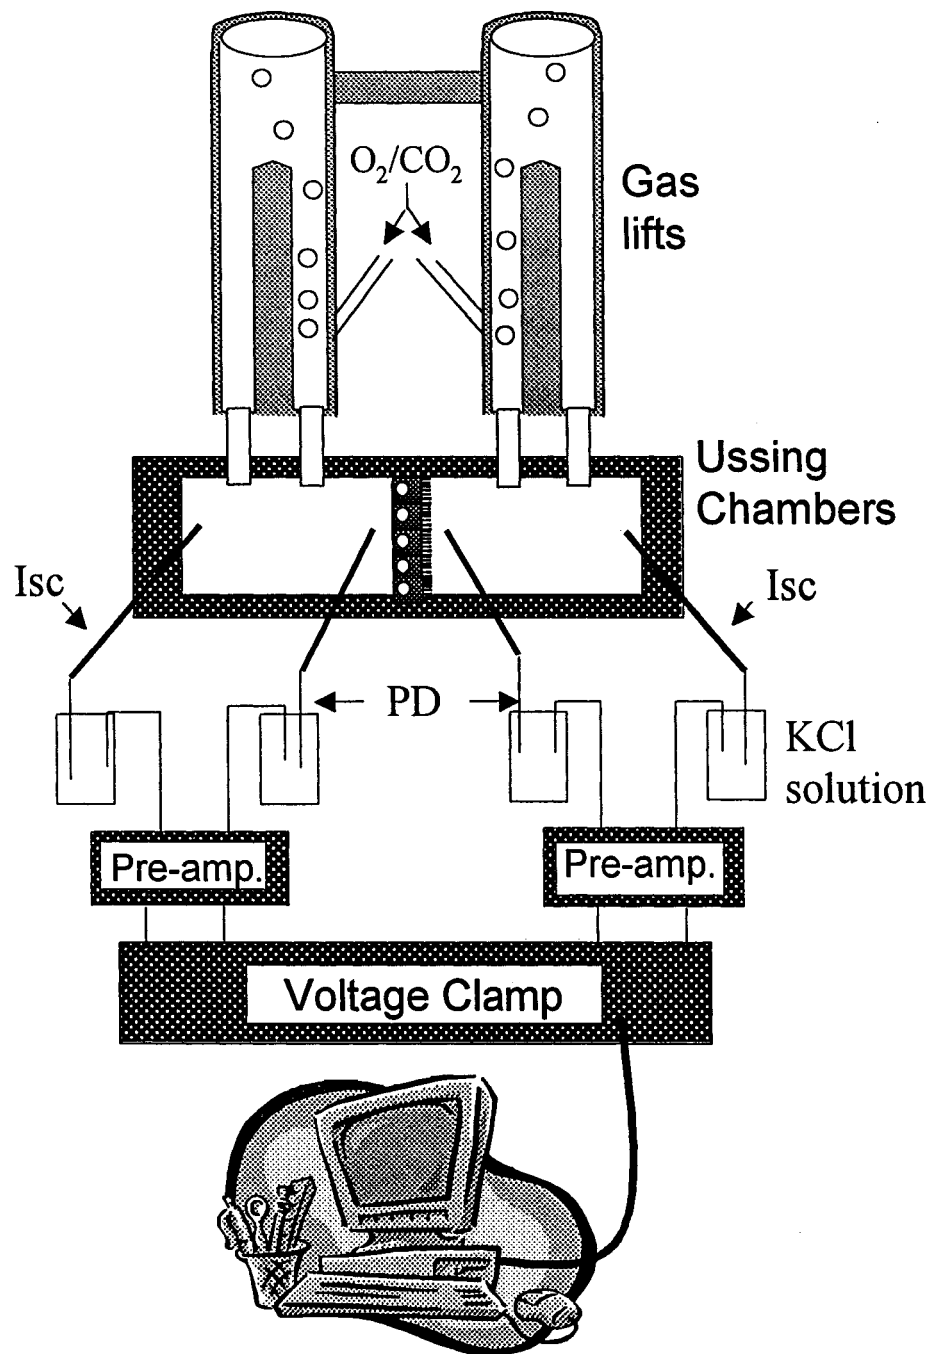 O₂/CO₂
Gas
lifts
Ussing
Chambers
Isc
Isc
PD
KCl
solution
Pre-amp.
Pre-amp.
Voltage Clamp